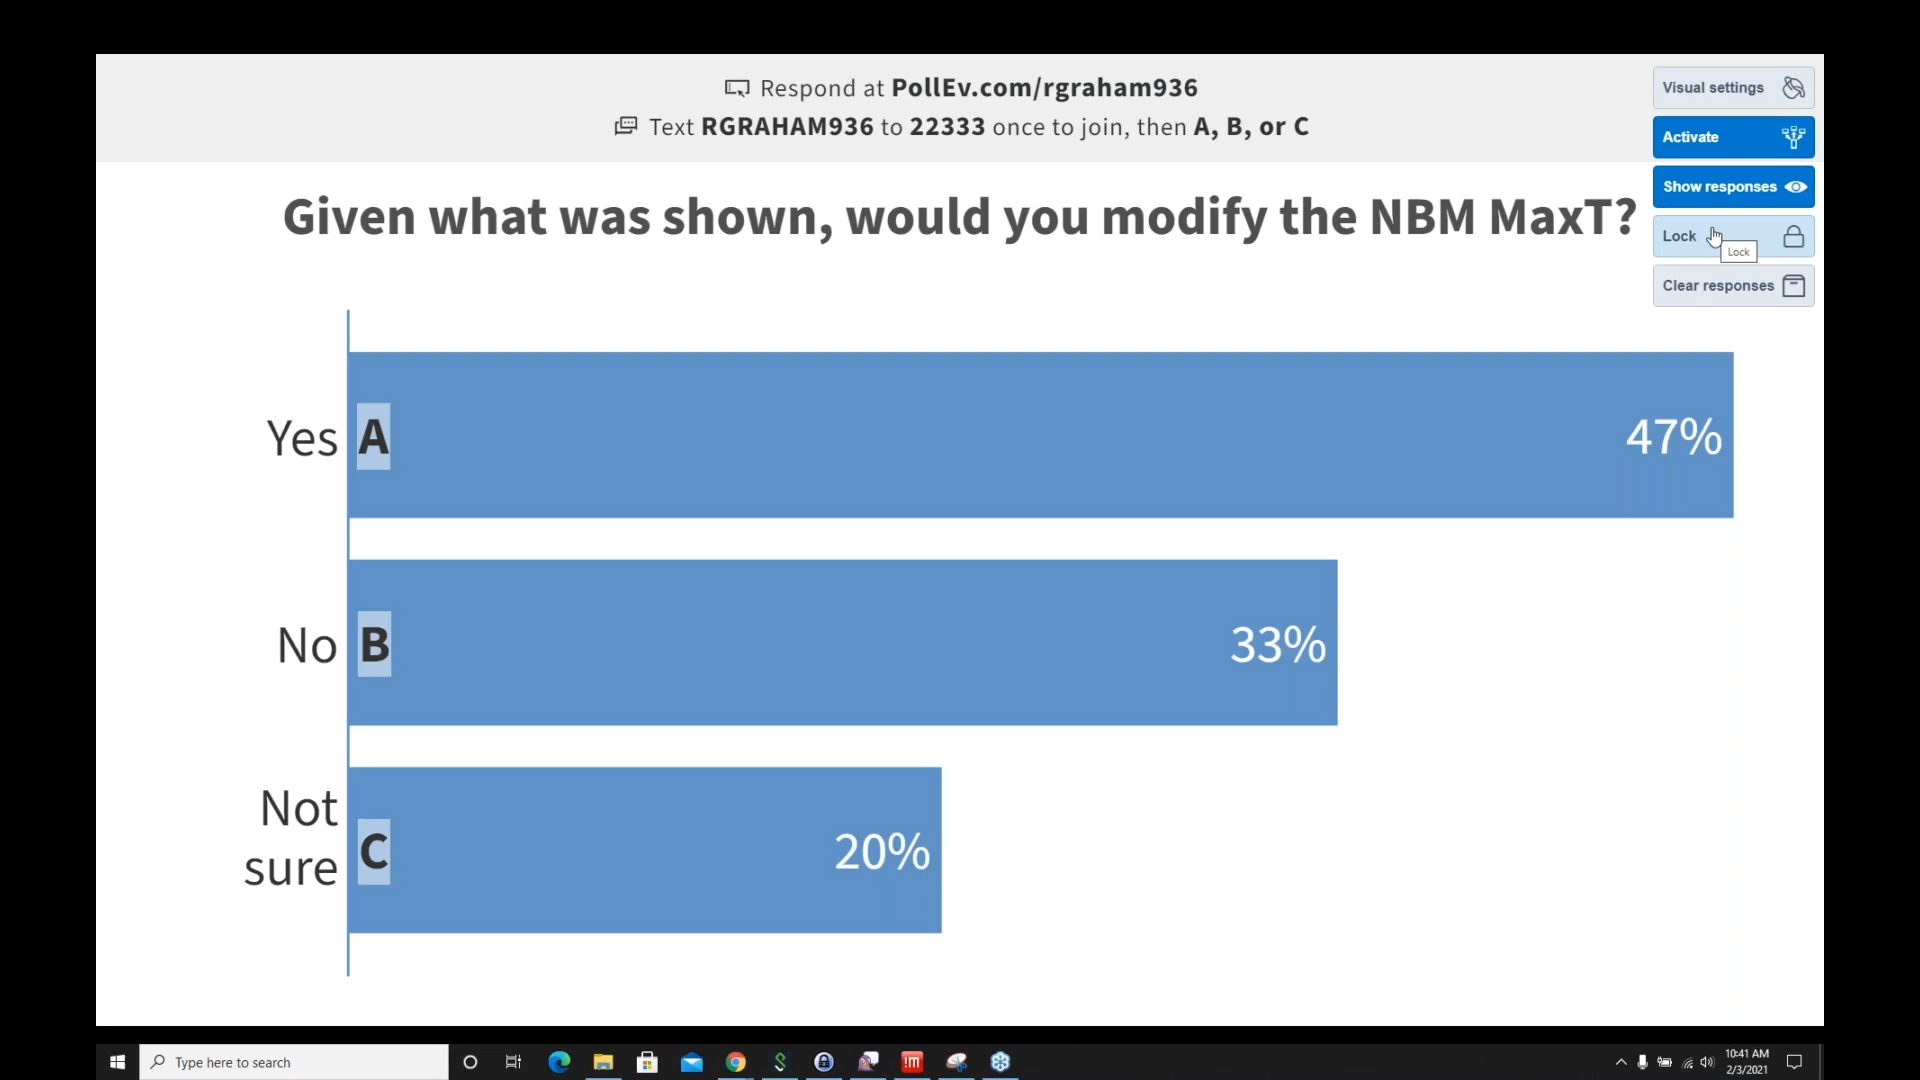 Respond at PollEv.com/rgraham936
Text RGRAHAM936 to 22333 once to join, then A, B, or C
Visual settings
Activate
Show responses
Lock
Lock
Clear responses
Given what was shown, would you modify the NBM MaxT?
Yes A 47%
No B 33%
Not
sure C 20%
Type here to search
!m
10:41 AM
2/3/2021